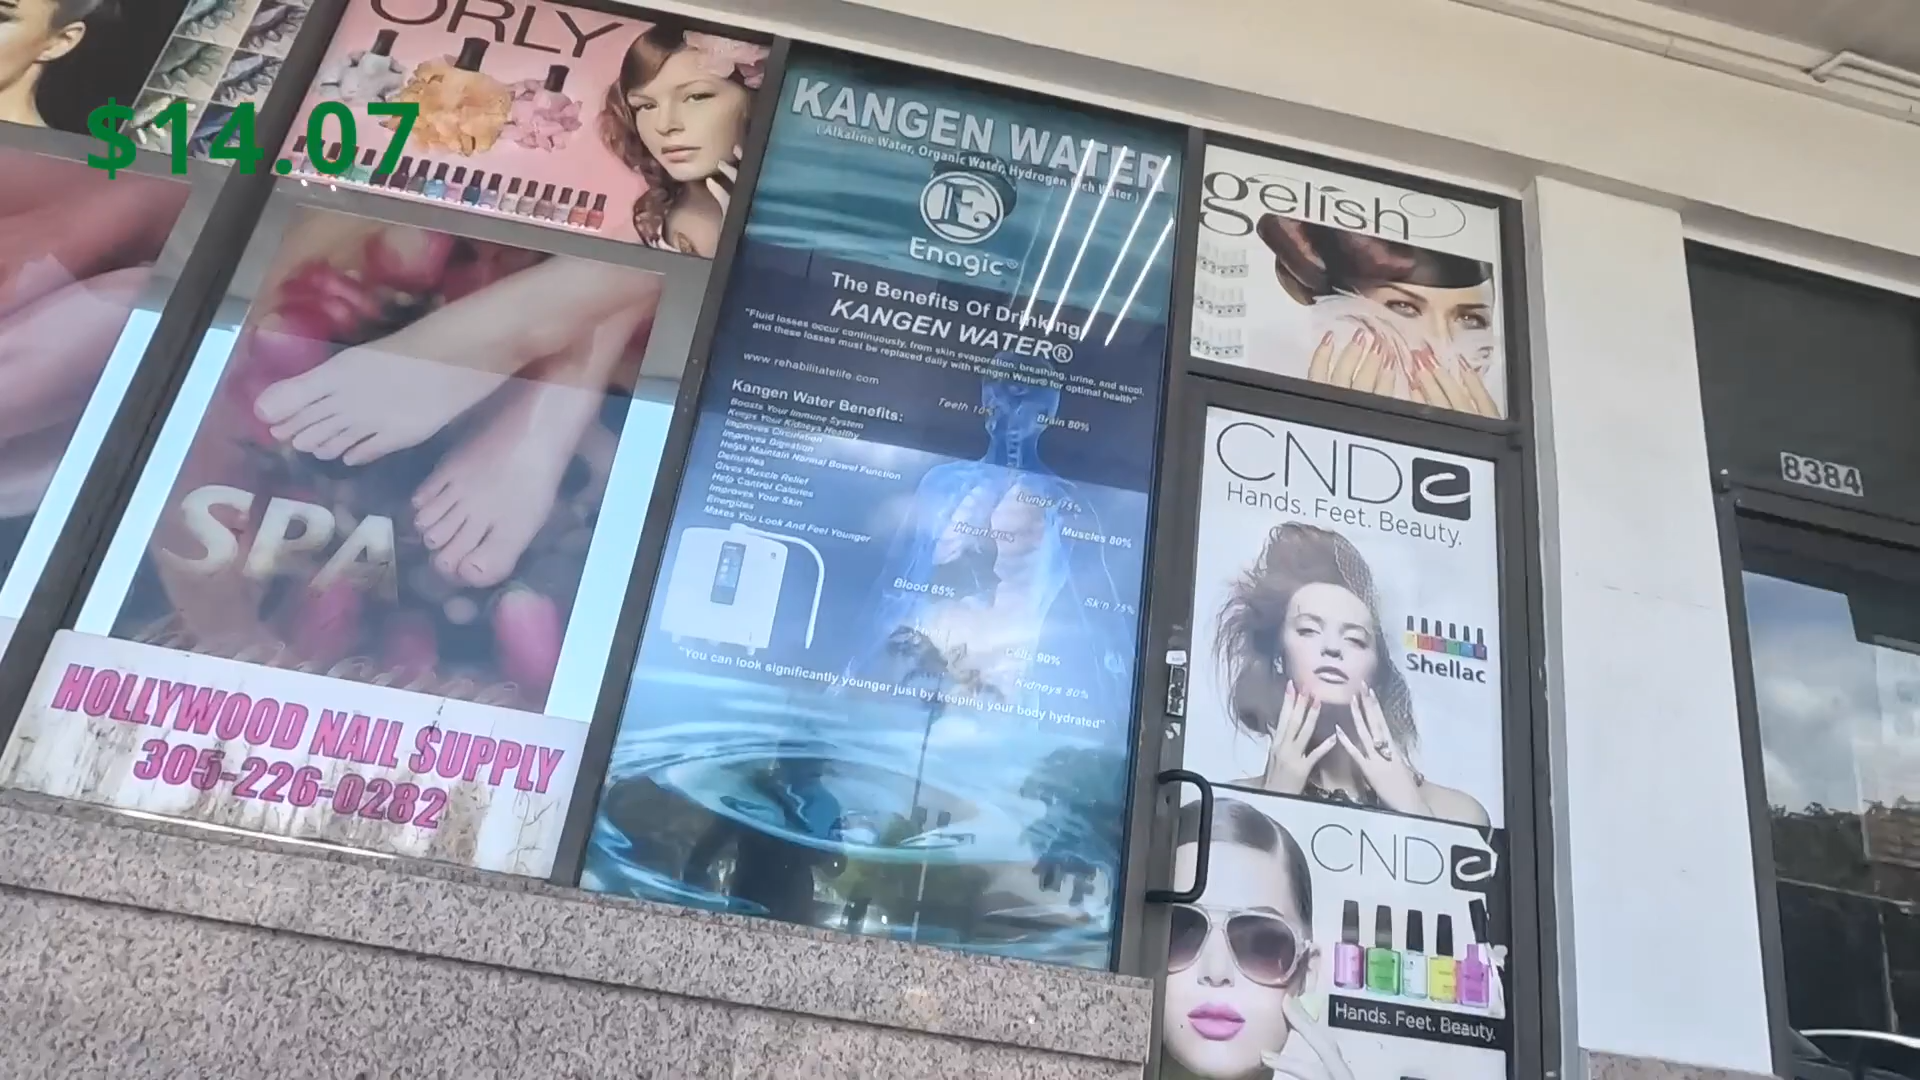 ORLY
$14.07
SPA
HOLLYWOOD NAIL SUPPLY
305-226-0282
KANGEN WATER
( Alkaline Water, Organic Water, Hydrogen Rich Water )
E
Enagic®
The Benefits Of Drinking
KANGEN WATER®
"Fluid losses occur continuously, from skin evaporation, breathing, urine, and stool,
and these losses must be replaced daily with Kangen Water® for optimal health"
www.rehabilitatelife.com
Kangen Water Benefits:
Boosts Your Immune System
Keeps Your Kidneys Healthy
Improves Circulation
Improves Digestion
Helps Maintain Normal Bowel Function
Detoxifies
Gives Muscle Relief
Help Control Calories
Improves Your Skin
Energizes
Makes You Look And Feel Younger
Teeth 10%
Brain 80%
Lungs 75%
Heart 80%
Muscles 80%
Blood 85%
Skin 75%
Cells 90%
Kidneys 80%
"You can look significantly younger just by keeping your body hydrated"
gelish
CND
Hands. Feet. Beauty.
Shellac
CND
Hands. Feet. Beauty.
8384